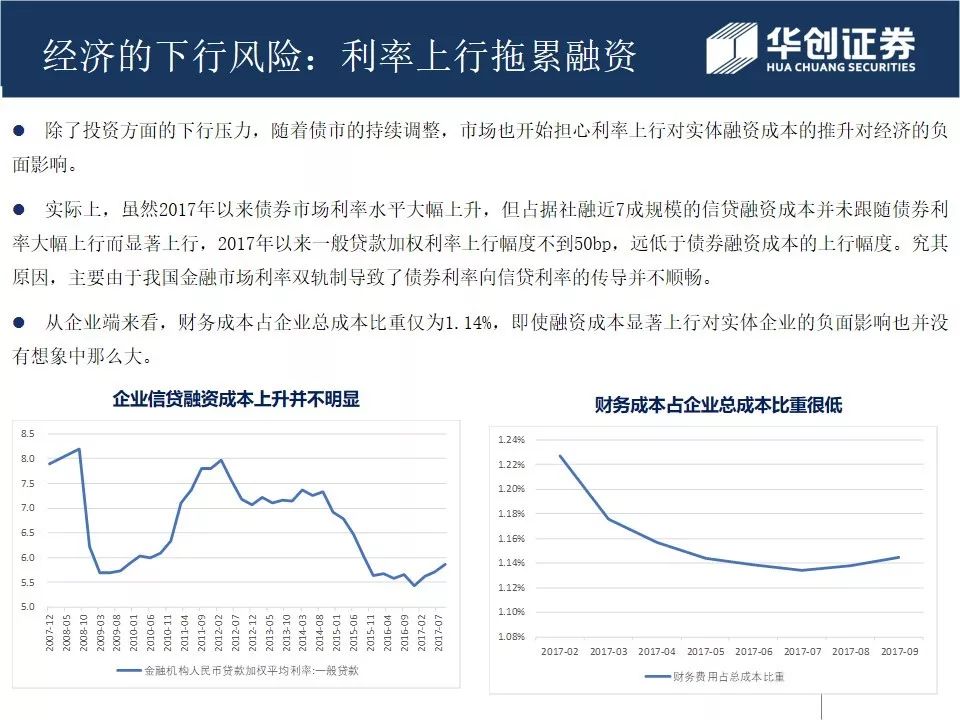 经济的下行风险：利率上行拖累融资
华创证券
HUA CHUANG SECURITIES
● 除了投资方面的下行压力，随着债市的持续调整，市场也开始担心利率上行对实体融资成本的推升对经济的负
面影响。
● 实际上，虽然2017年以来债券市场利率水平大幅上升，但占据社融近7成规模的信贷融资成本并未跟随债券利
率大幅上行而显著上行，2017年以来一般贷款加权利率上行幅度不到50bp，远低于债券融资成本的上行幅度。究其
原因，主要由于我国金融市场利率双轨制导致了债券利率向信贷利率的传导并不顺畅。
● 从企业端来看，财务成本占企业总成本比重仅为1.14%，即使融资成本显著上行对实体企业的负面影响也并没
有想象中那么大。
企业信贷融资成本上升并不明显
8.5
8.0
7.5
7.0
6.5
6.0
5.5
5.0
2007-12 2008-05 2008-10 2009-03 2009-08 2010-01 2010-06 2010-11 2011-04 2011-09 2012-02 2012-07 2012-12 2013-05 2013-10 2014-03 2014-08 2015-01 2015-06 2015-11 2016-04 2016-09 2017-02 2017-07
金融机构人民币贷款加权平均利率:一般贷款
财务成本占企业总成本比重很低
1.24%
1.22%
1.20%
1.18%
1.16%
1.14%
1.12%
1.10%
1.08%
2017-02 2017-03 2017-04 2017-05 2017-06 2017-07 2017-08 2017-09
财务费用占总成本比重